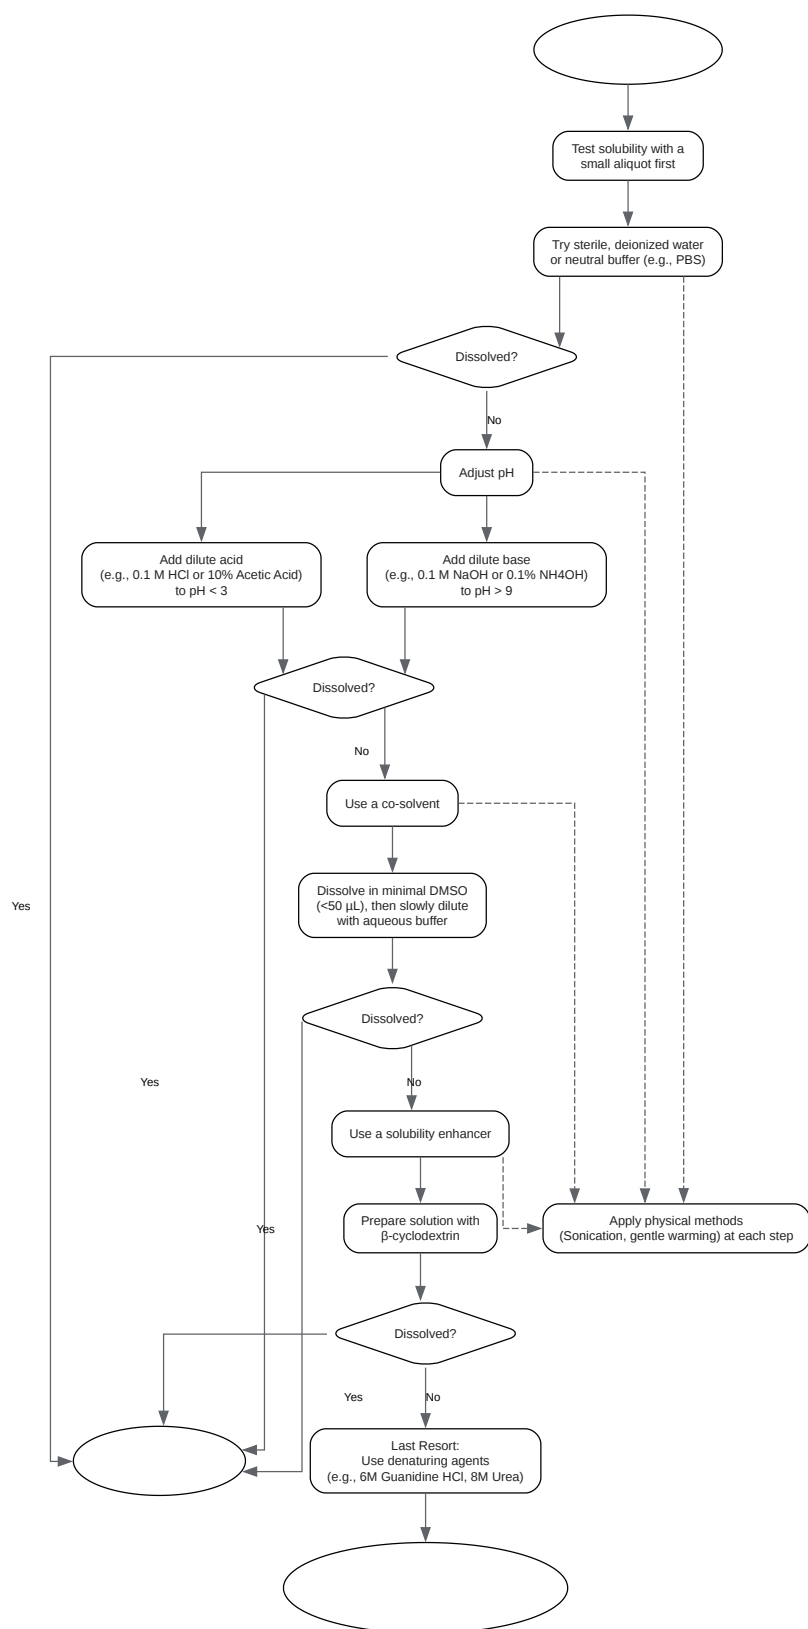 Test solubility with a
small aliquot first
Try sterile, deionized water
or neutral buffer (e.g., PBS)
Dissolved?
No
Adjust pH
Add dilute acid
(e.g., 0.1 M HCl or 10% Acetic Acid)
to pH < 3
Add dilute base
(e.g., 0.1 M NaOH or 0.1% NH4OH)
to pH > 9
Dissolved?
No
Use a co-solvent
Dissolve in minimal DMSO
(<50 µL), then slowly dilute
with aqueous buffer
Yes
Dissolved?
Yes
No
Use a solubility enhancer
Prepare solution with
β-cyclodextrin
Apply physical methods
(Sonication, gentle warming) at each step
Yes
Dissolved?
Yes
No
Last Resort:
Use denaturing agents
(e.g., 6M Guanidine HCl, 8M Urea)